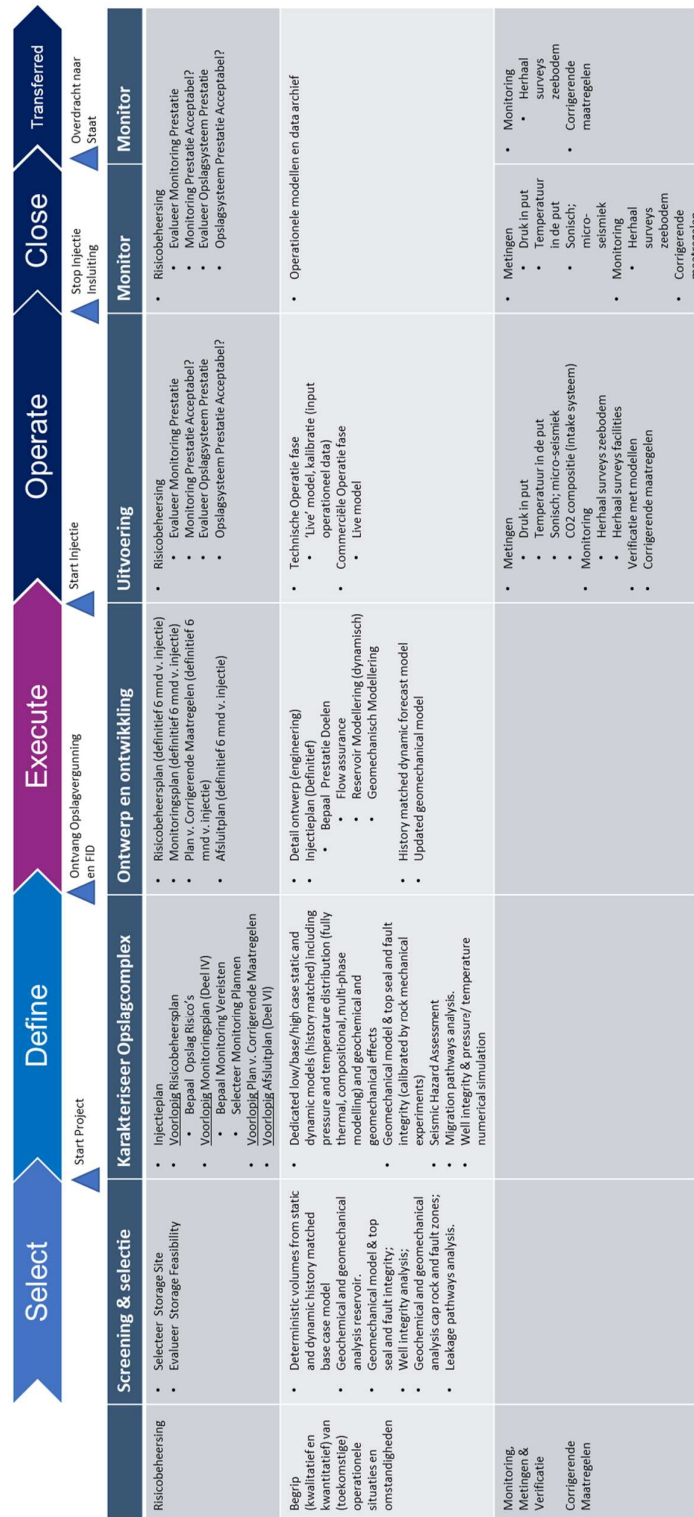 Select
Define
Execute
Operate
Close
Transferred
Start Project
Ontvang Opslagvergunning
en FID
Start Injectie
Stop Injectie
Insluiting
Overdracht naar
Staat
Screening & selectie
Karakteriseer Opslagcomplex
Ontwerp en ontwikkeling
Uitvoering
Monitor
Monitor
Risicobeheersing
• Selecteer Storage Site
• Evalueer Storage Feasibility
• Injectieplan
• Voorlopig Risicobeheersplan
• Bepaal Opslag Risico's
• Voorlopig Monitoringsplan (Deel IV)
• Bepaal Monitoring Vereisten
• Selecteer Monitoring Plannen
• Voorlopig Plan v. Corrigerende Maatregelen
• Voorlopig Afsluitplan (Deel VI)
• Risicobeheersplan (definitief 6 mnd v. injectie)
• Monitoringsplan (definitief 6 mnd v. injectie)
• Plan v. Corrigerende Maatregelen (definitief 6
mnd v. injectie)
• Afsluitplan (definitief 6 mnd v. injectie)
• Risicobeheersing
• Evalueer Monitoring Prestatie
• Monitoring Prestatie Acceptabel?
• Evalueer Opslagsysteem Prestatie
• Opslagsysteem Prestatie Acceptabel?
• Risicobeheersing
• Evalueer Monitoring Prestatie
• Monitoring Prestatie Acceptabel?
• Evalueer Opslagsysteem Prestatie
• Opslagsysteem Prestatie Acceptabel?
Begrip
(kwalitatief en
kwantitatief) van
(toekomstige)
operationele
situaties en
omstandigheden
• Deterministic volumes from static
and dynamic history matched
base case model
• Geochemical and geomechanical
analysis reservoir.
• Geomechanical model & top
seal and fault integrity;
• Well integrity analysis;
• Geochemical and geomechanical
analysis cap rock and fault zones;
• Leakage pathways analysis.
• Dedicated low/base/high case static and
dynamic models (history matched) including
pressure and temperature distribution (fully
thermal, compositional, multi-phase
modelling) and geochemical and
geomechanical effects
• Geomechanical model & top seal and fault
integrity (calibrated by rock mechanical
experiments)
• Seismic Hazard Assessment
• Migration pathways analysis.
• Well integrity & pressure/ temperature
numerical simulation
• Detail ontwerp (engineering)
• Injectieplan (Definitief)
• Bepaal Prestatie Doelen
• Flow assurance
• Reservoir Modellering (dynamisch)
• Geomechanisch Modellering
• History matched dynamic forecast model
• Updated geomechanical model
• Technische Operatie fase
• 'Live' model, kalibratie (input
operationeel data)
• Commerciële Operatie fase
• Live model
• Operationele modellen en data archief
Monitoring,
Metingen &
Verificatie
Corrigerende
Maatregelen
• Metingen
• Druk in put
• Temperatuur in de put
• Sonisch; micro-seismiek
• CO2 compositie (intake systeem)
• Monitoring
• Herhaal surveys zeebodem
• Herhaal surveys facilities
• Verificatie met modellen
• Corrigerende maatregelen
• Metingen
• Druk in put
• Temperatuur
in de put
• Sonisch;
micro-
seismiek
• Monitoring
• Herhaal
surveys
zeebodem
• Corrigerende
maatregelen
• Monitoring
• Herhaal
surveys
zeebodem
• Corrigerende
maatregelen